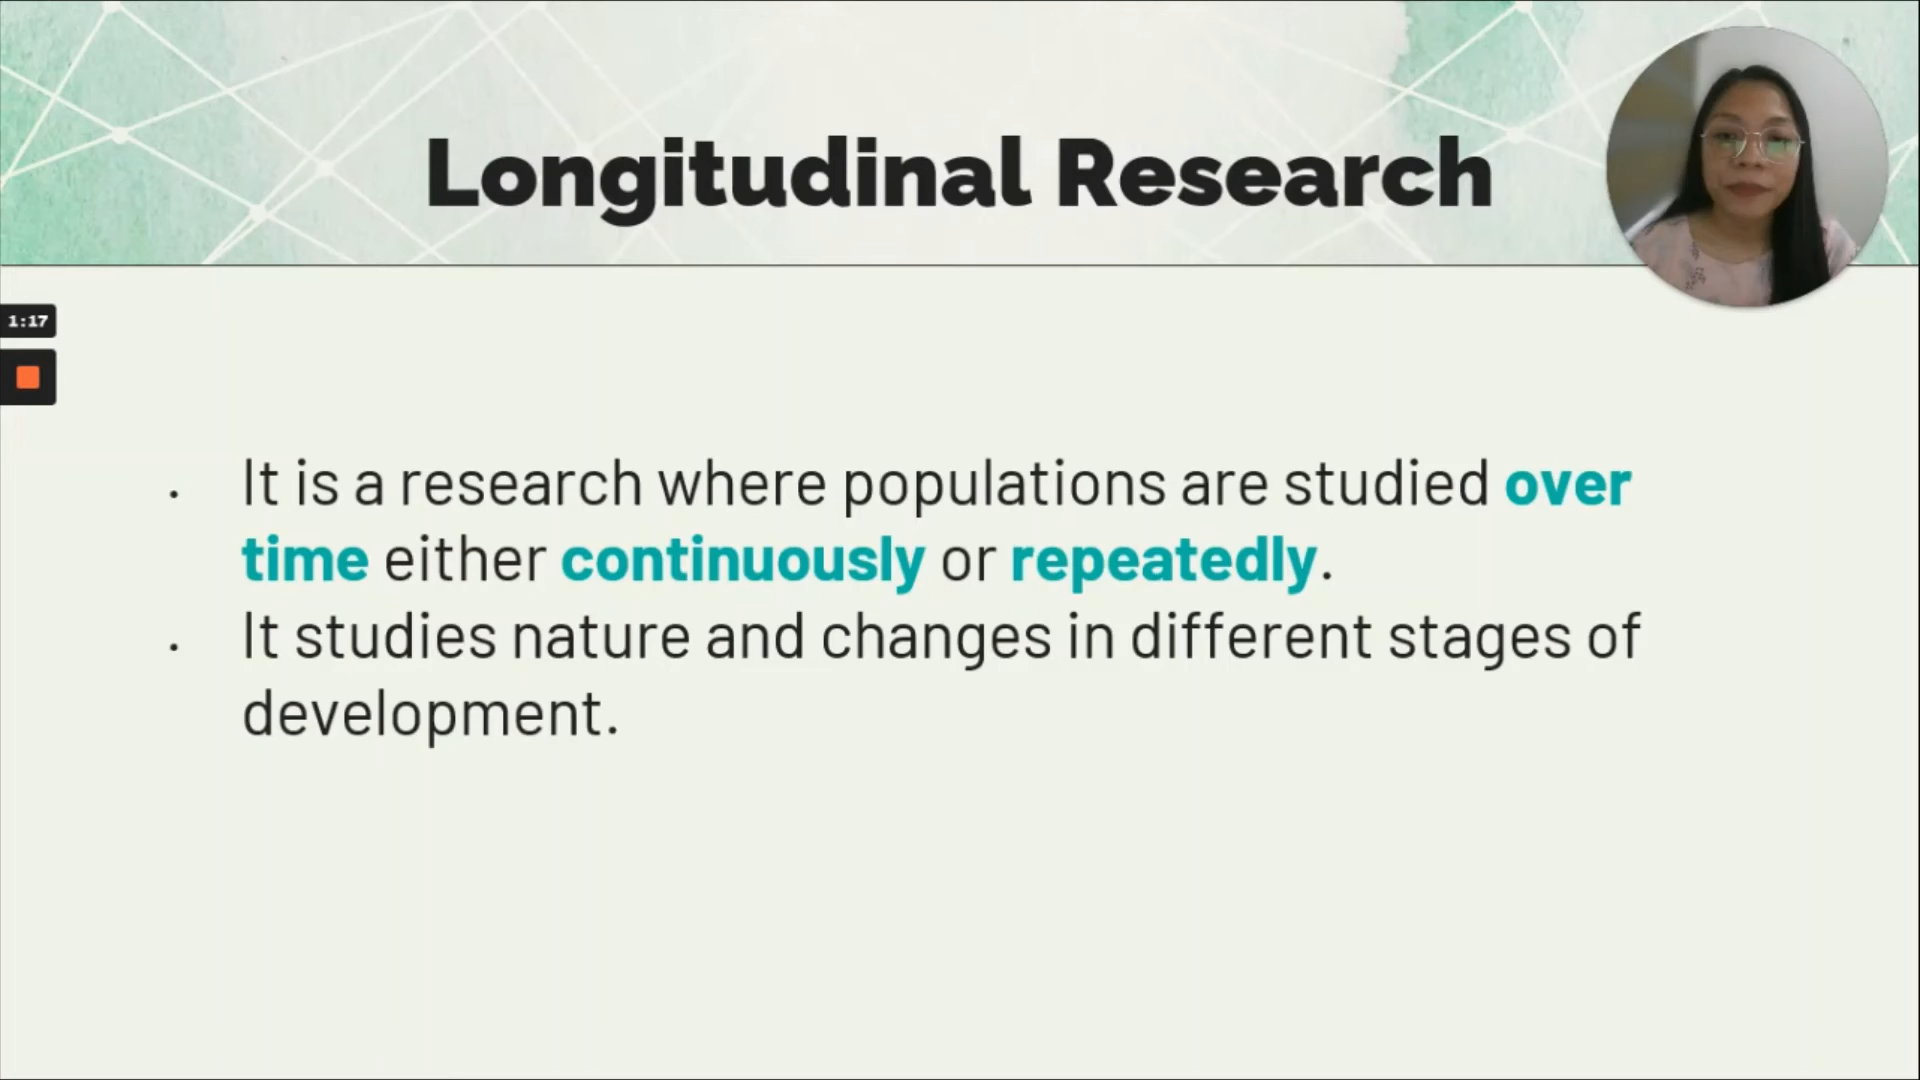 Longitudinal Research
1:17
· It is a research where populations are studied over
time either continuously or repeatedly.
· It studies nature and changes in different stages of
development.